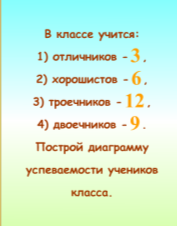 В классе учится:
1) отличников - 3,
2) хорошистов - 6,
3) троечников - 12,
4) двоечников - 9.
Построй диаграмму
успеваемости учеников
класса.